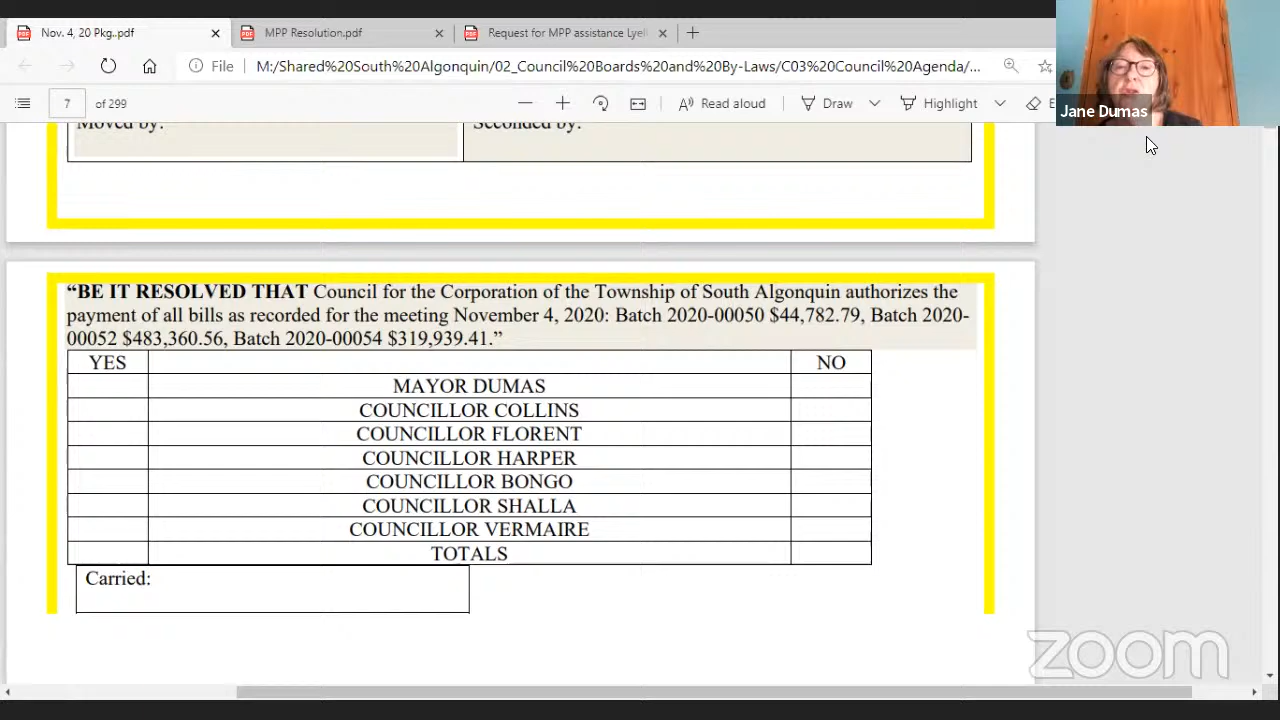 Nov. 4, 20 Pkg..pdf
MPP Resolution.pdf
Request for MPP assistance Lyell
File
M:/Shared%20South%20Algonquin/02_Council%20Boards%20and%20By-Laws/C03%20Council%20Agenda/...
7 of 299
Read aloud
Draw
Highlight
Jane Dumas
Moved by:
Seconded by:
“BE IT RESOLVED THAT Council for the Corporation of the Township of South Algonquin authorizes the
payment of all bills as recorded for the meeting November 4, 2020: Batch 2020-00050 $44,782.79, Batch 2020-
00052 $483,360.56, Batch 2020-00054 $319,939.41.”
YES NO
MAYOR DUMAS
COUNCILLOR COLLINS
COUNCILLOR FLORENT
COUNCILLOR HARPER
COUNCILLOR BONGO
COUNCILLOR SHALLA
COUNCILLOR VERMAIRE
TOTALS
Carried:
zoom